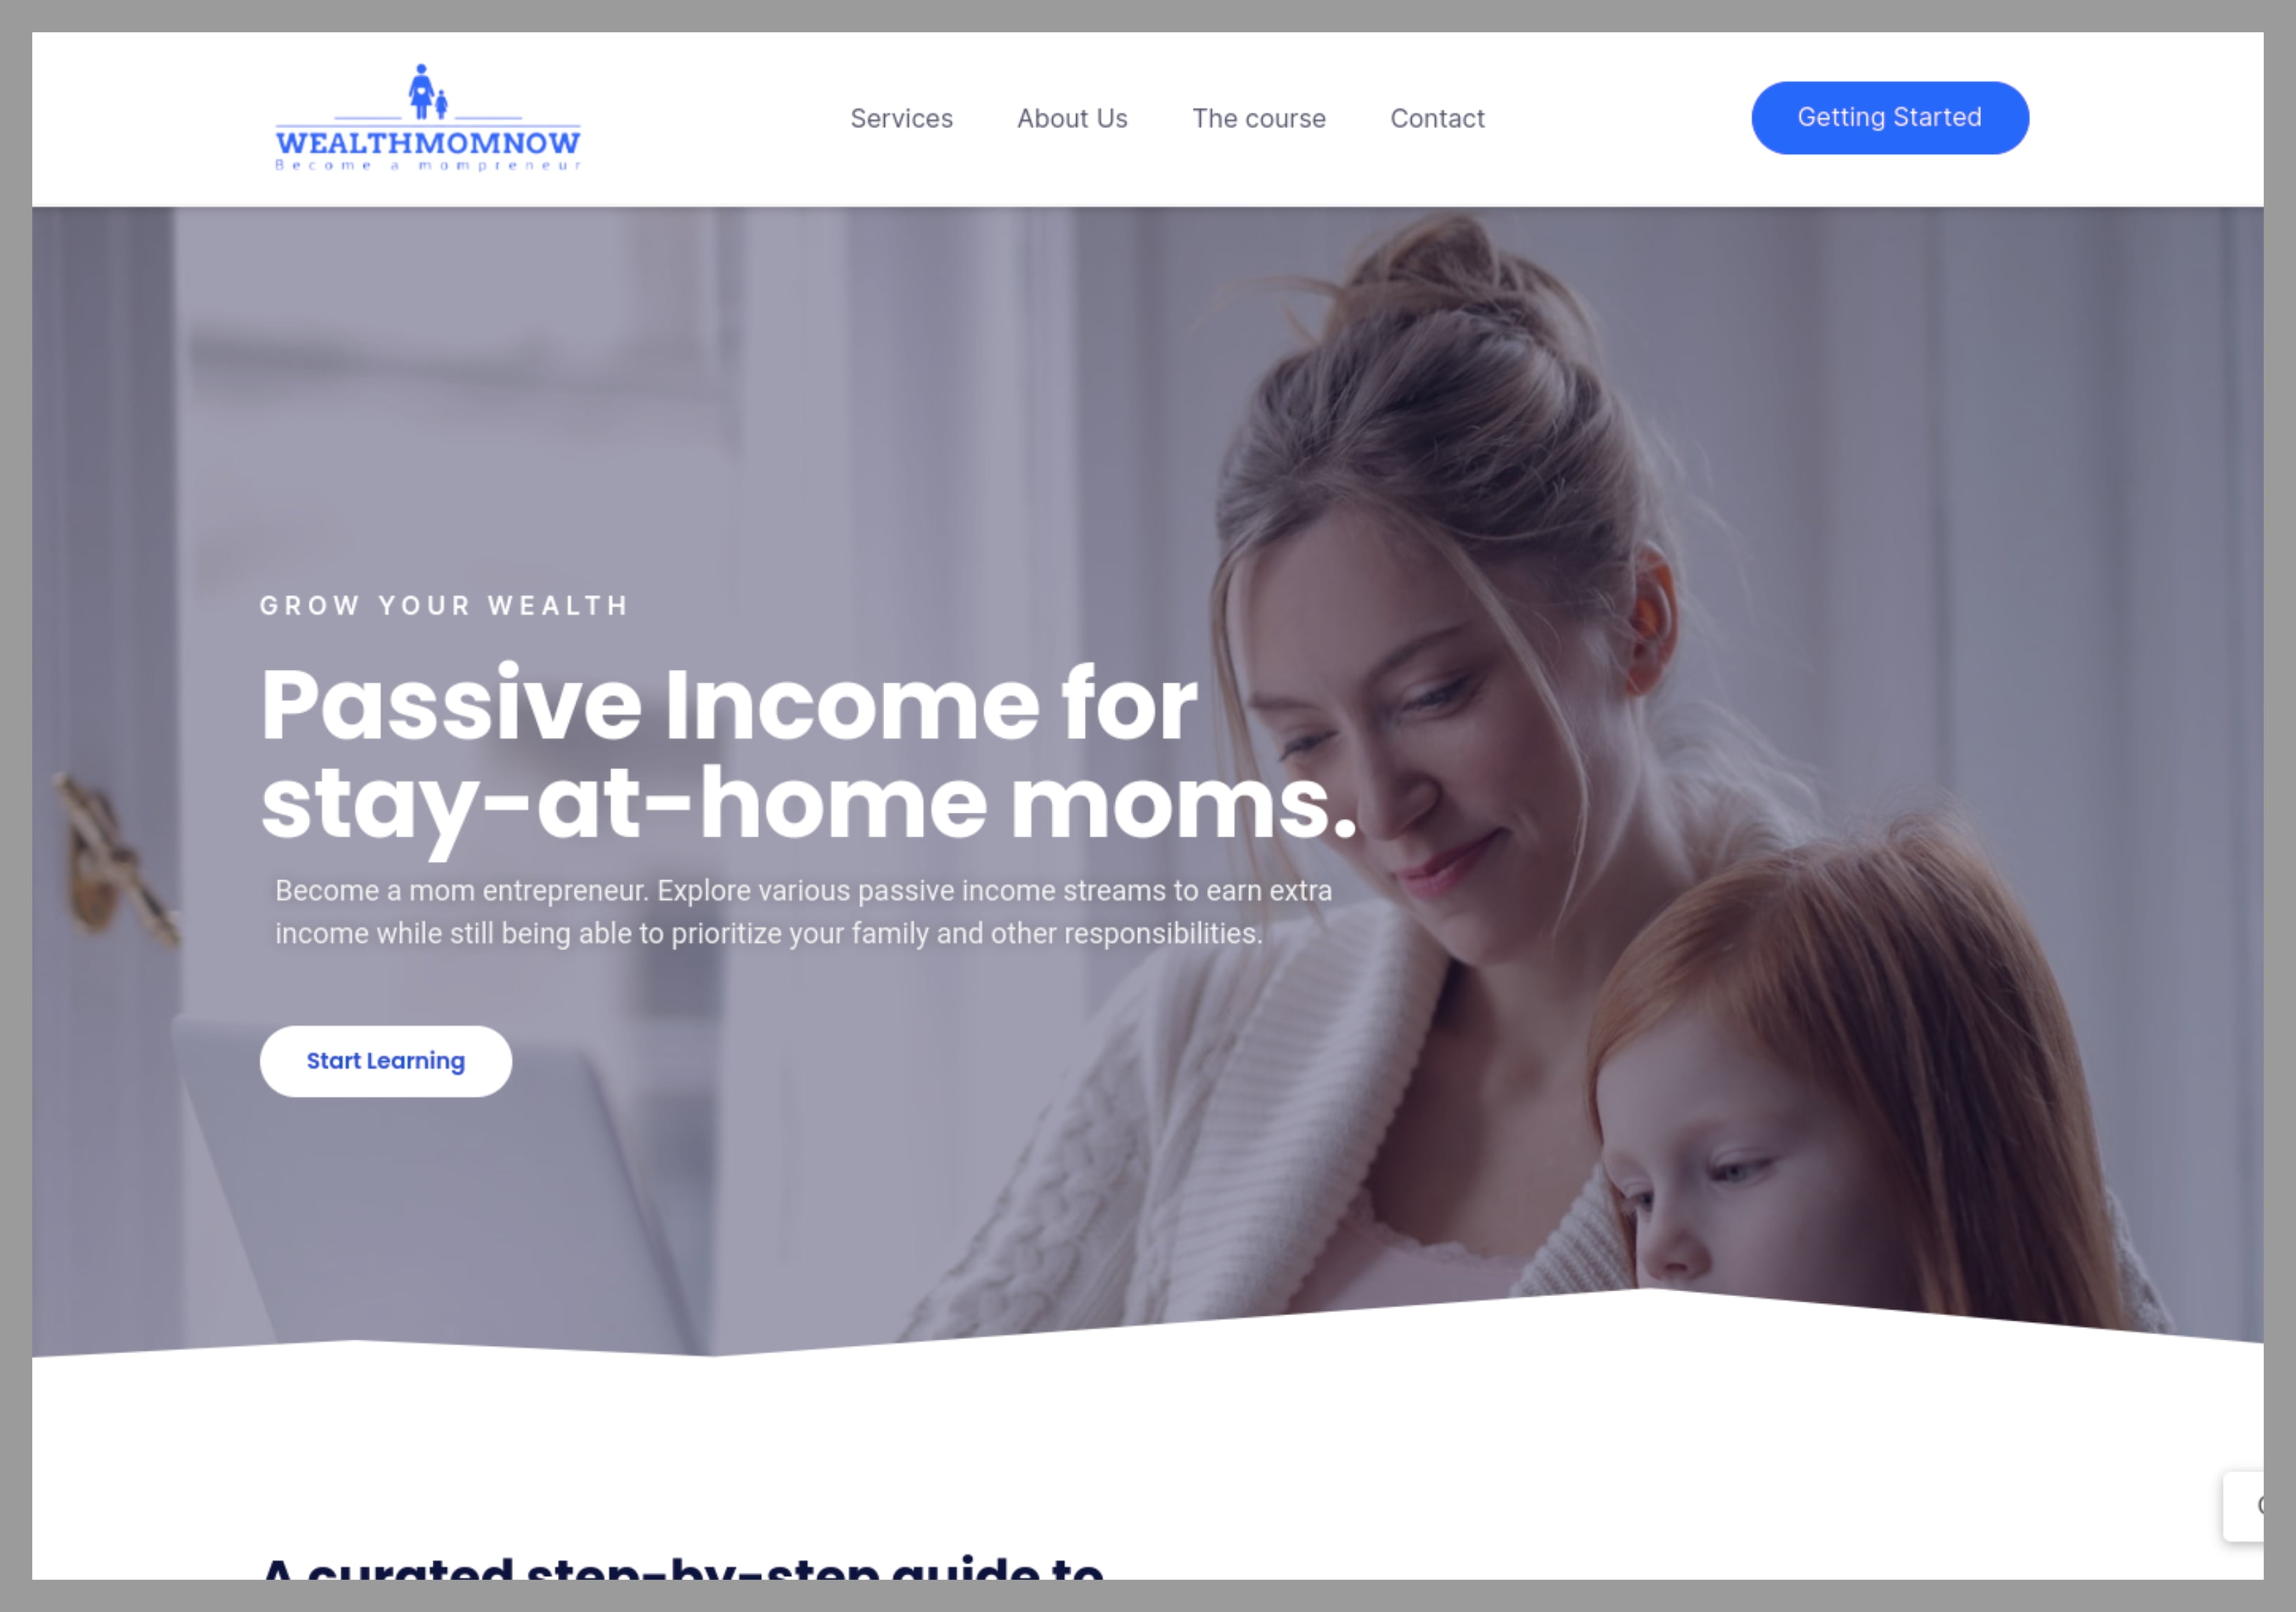 WEALTHMOMNOW
Become a mompreneur
Services
About Us
The course
Contact
Getting Started
GROW YOUR WEALTH
Passive Income for
stay-at-home moms.
Become a mom entrepreneur. Explore various passive income streams to earn extra
income while still being able to prioritize your family and other responsibilities.
Start Learning
A curated step-by-step guide to